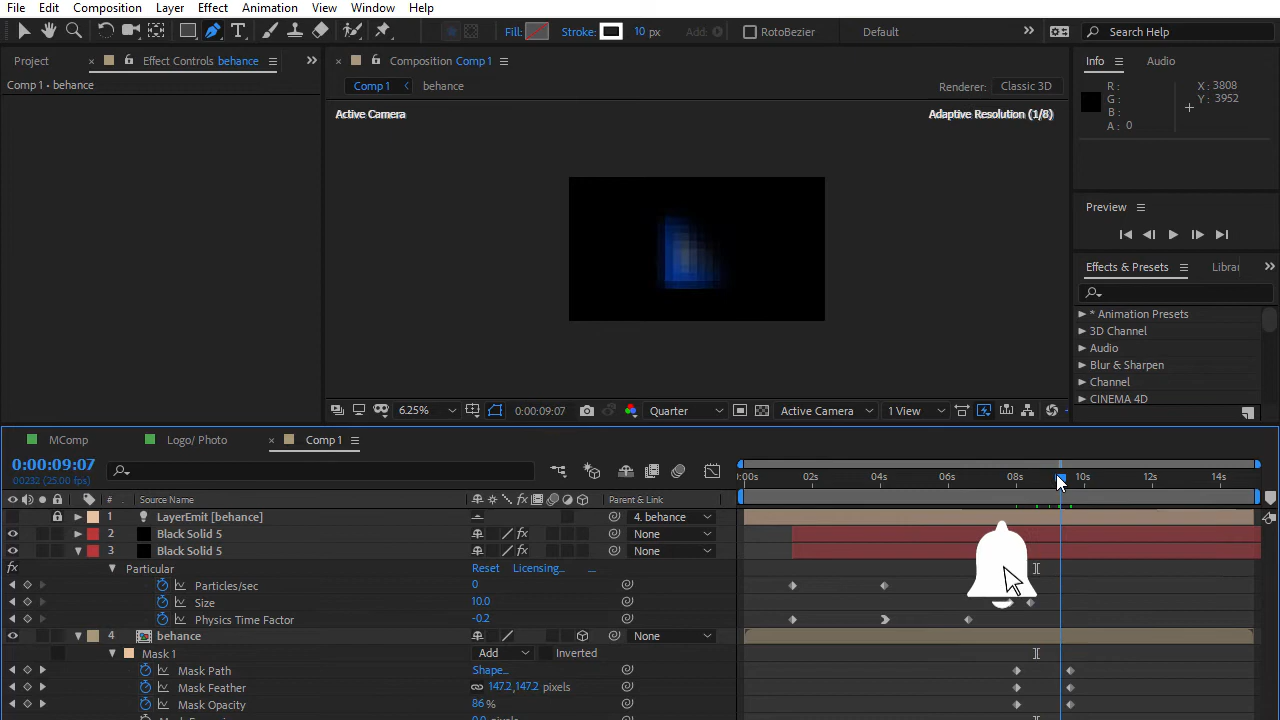 File Edit Composition Layer Effect Animation View Window Help
Fill: Stroke: 10 px Add: RotoBezier Default Search Help
Project Effect Controls behance Composition Comp 1 Info Audio
Comp 1 • behance Comp 1 behance Renderer: Classic 3D
R: X: 3808
G: Y: 3952
B:
A: 0
Active Camera Adaptive Resolution (1/8)
Preview
Effects & Presets Librar
* Animation Presets
3D Channel
Audio
Blur & Sharpen
Channel
CINEMA 4D
6.25% 0:00:09:07 Quarter Active Camera 1 View
MComp Logo/ Photo Comp 1
0:00:09:07
00232 (25.00 fps)
:00s 02s 04s 06s 08s 10s 12s 14s
# Source Name Parent & Link
1 LayerEmit [behance] 4. behance
2 Black Solid 5 None
3 Black Solid 5 None
Particular Reset Licensing... ...
Particles/sec 0
Size 10.0
Physics Time Factor -0.2
4 behance None
Mask 1 Add Inverted
Mask Path Shape...
Mask Feather 147.2,147.2 pixels
Mask Opacity 86 %